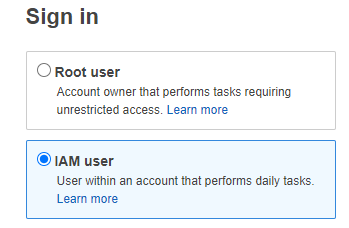 Sign in
Root user
Account owner that performs tasks requiring
unrestricted access. Learn more
IAM user
User within an account that performs daily tasks.
Learn more